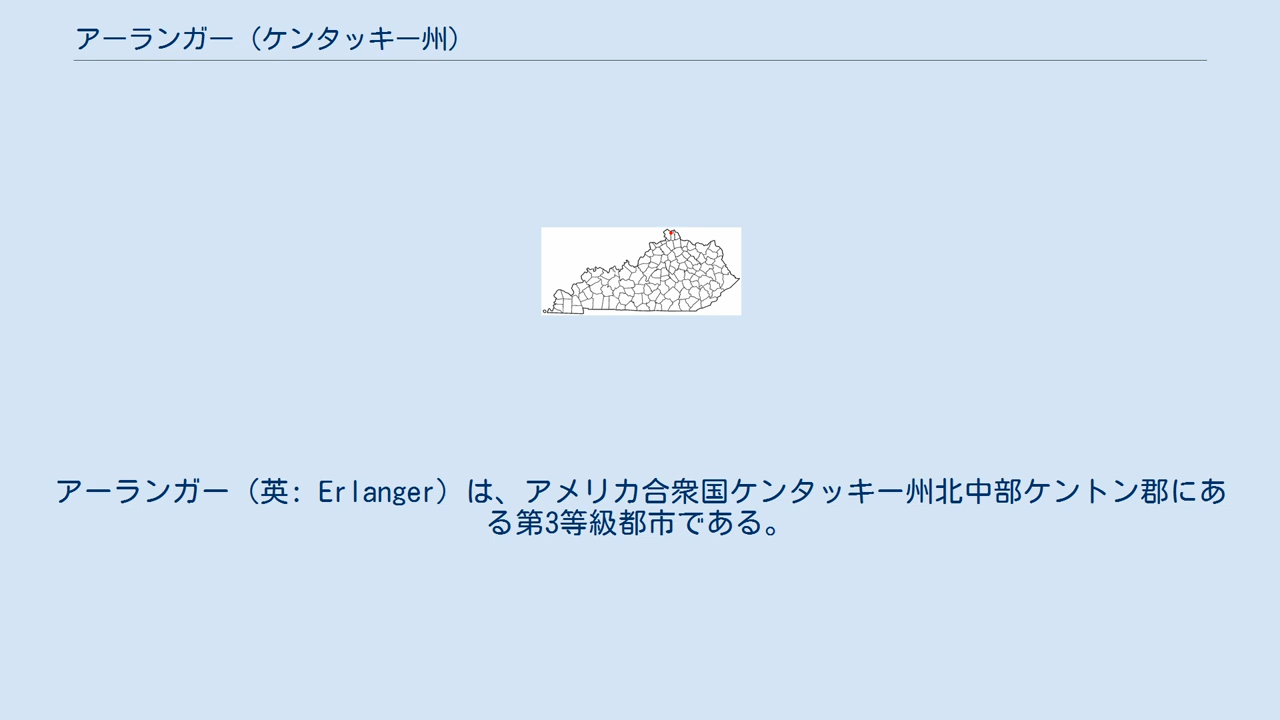 アーランガー（ケンタッキー州）
アーランガー（英: Erlanger）は、アメリカ合衆国ケンタッキー州北中部ケントン郡にあ
る第3等級都市である。